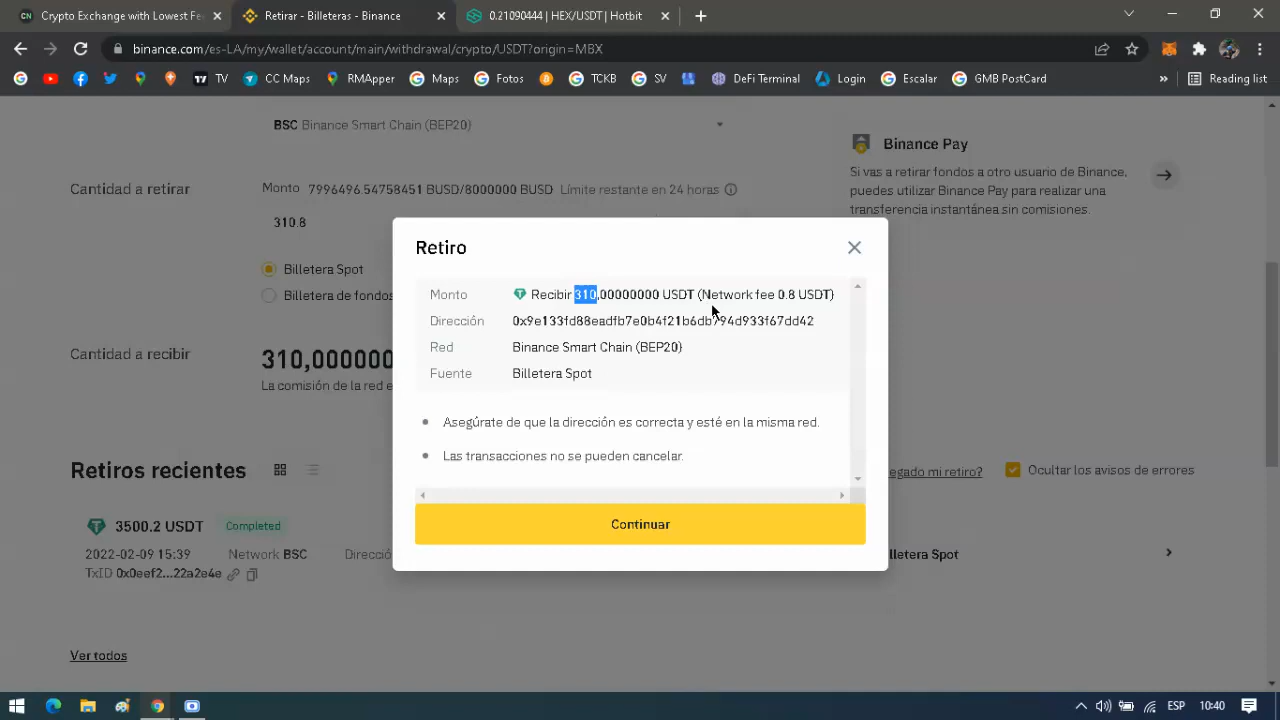 Crypto Exchange with Lowest Fe
Retirar - Billeteras - Binance
0.21090444 | HEX/USDT | Hotbit
binance.com/es-LA/my/wallet/account/main/withdrawal/crypto/USDT?origin=MBX
TV
CC Maps
RMApper
Maps
Fotos
TCKB
SV
DeFi Terminal
Login
Escalar
GMB PostCard
»
Reading list
BSC Binance Smart Chain (BEP20)
Binance Pay
Si vas a retirar fondos a otro usuario de Binance,
puedes utilizar Binance Pay para realizar una
transferencia instantánea sin comisiones.
Cantidad a retirar
Monto 7996496.54758451 BUSD/8000000 BUSD Límite restante en 24 horas
310.8
Billetera Spot
Billetera de fondos
Retiro
Monto Recibir 310,00000000 USDT (Network fee 0.8 USDT)
Dirección 0x9e133fd88eadfb7e0b4f21b6db794d933f67dd42
Red Binance Smart Chain (BEP20)
Fuente Billetera Spot
Asegúrate de que la dirección es correcta y esté en la misma red.
Las transacciones no se pueden cancelar.
Continuar
Cantidad a recibir
310,0000000
La comisión de la red e
Retiros recientes
egado mi retiro?
Ocultar los avisos de errores
3500.2 USDT Completed
2022-02-09 15:39 Network BSC Direcció
lletera Spot
TxID 0x0eef2...22a2e4e
Ver todos
ESP 10:40